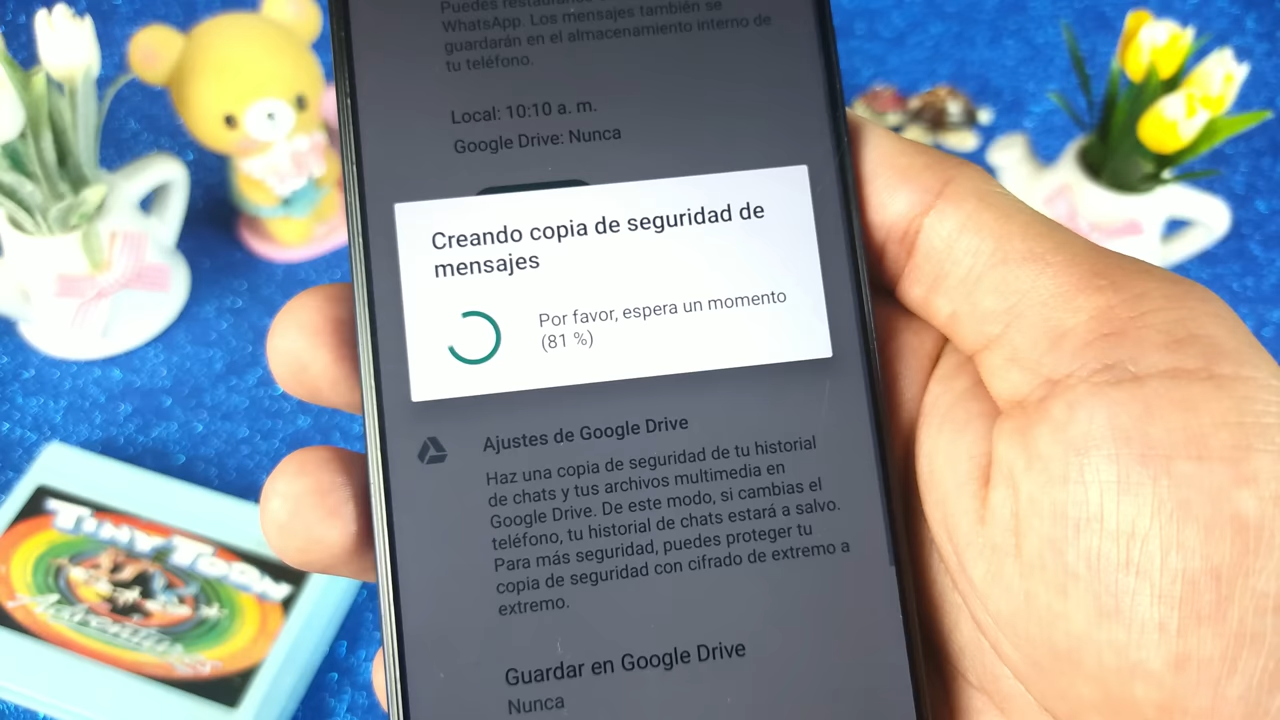 Puedes restaurarlos
WhatsApp. Los mensajes también se
guardarán en el almacenamiento interno de
tu teléfono.
Local: 10:10 a. m.
Google Drive: Nunca
Creando copia de seguridad de
mensajes
Por favor, espera un momento
(81 %)
Ajustes de Google Drive
Haz una copia de seguridad de tu historial
de chats y tus archivos multimedia en
Google Drive. De este modo, si cambias el
teléfono, tu historial de chats estará a salvo.
Para más seguridad, puedes proteger tu
copia de seguridad con cifrado de extremo a
extremo.
Guardar en Google Drive
Nunca
TINY TOON
Adventures